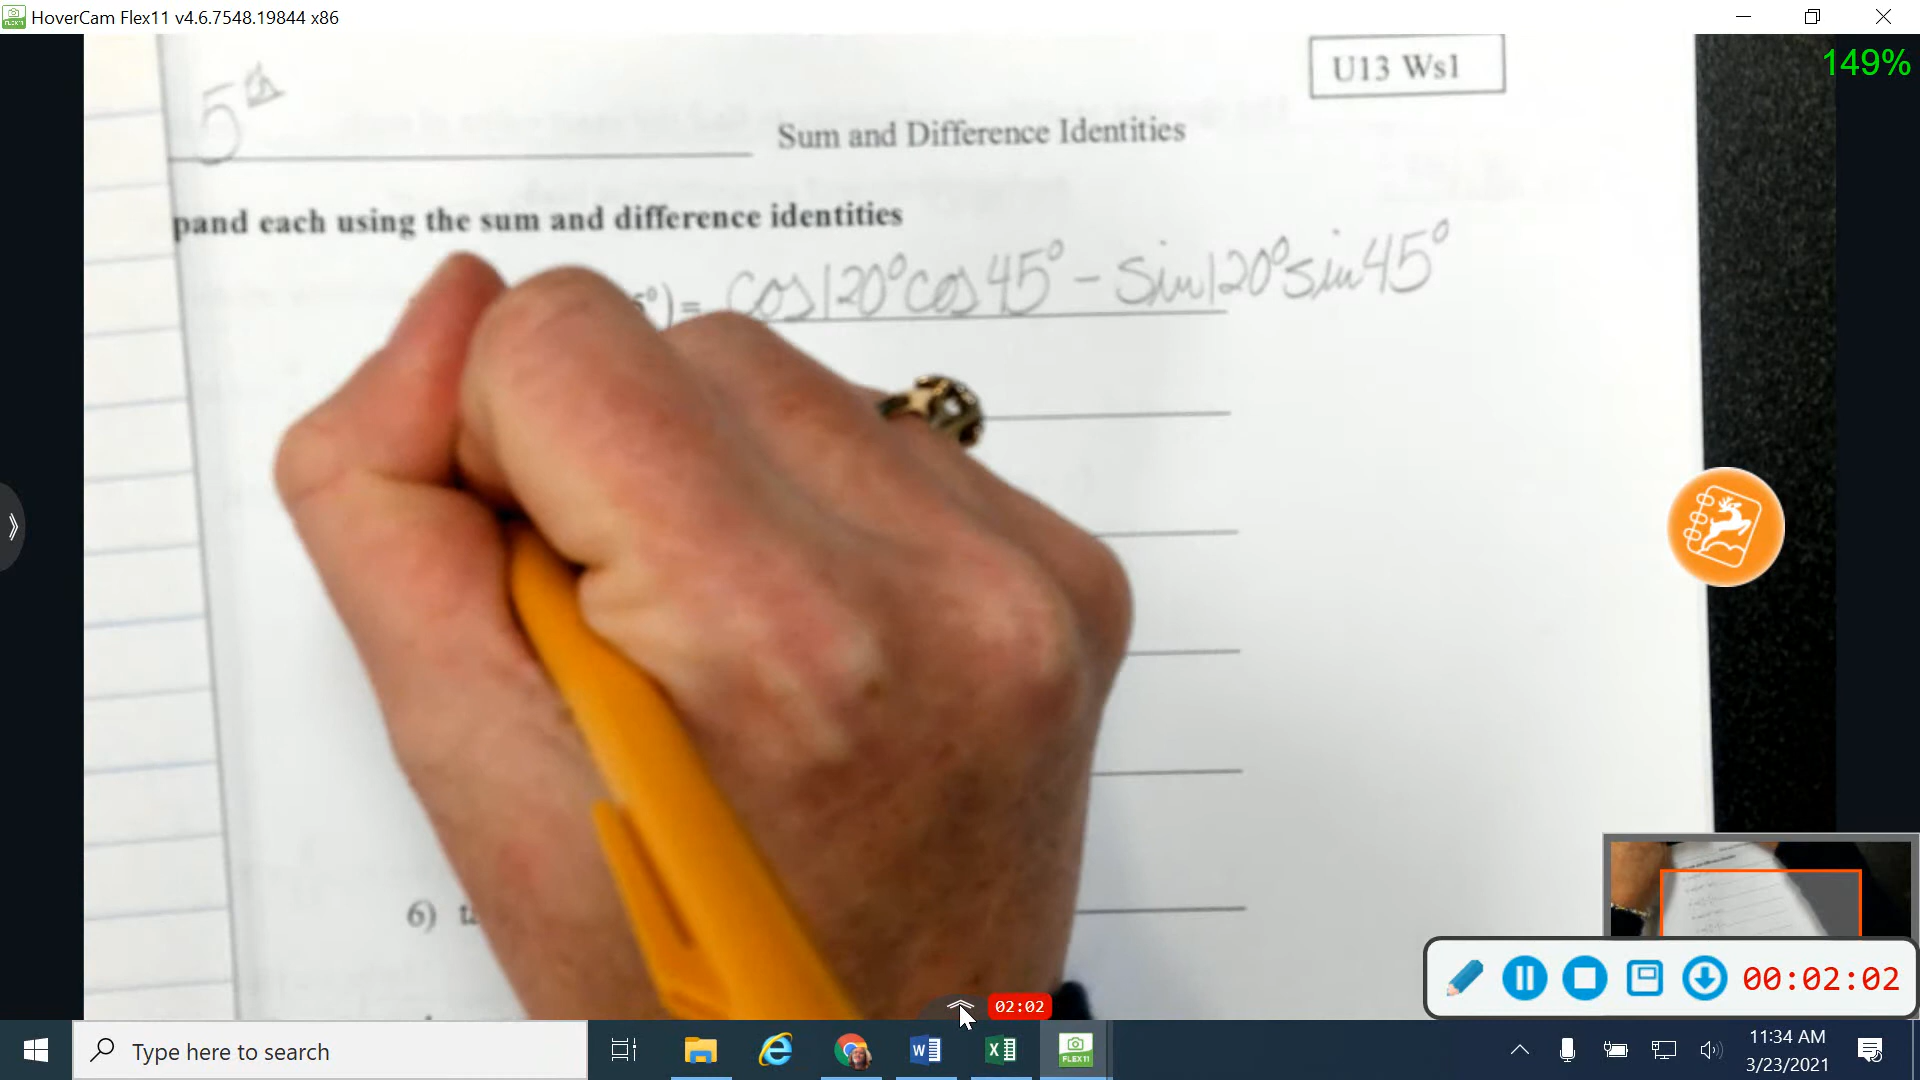 HoverCam Flex11 v4.6.7548.19844 x86
149%
U13 Ws1
5th
Sum and Difference Identities
pand each using the sum and difference identities
5°) = cos120°cos45° - sin120°sin45°
6)
02:02
00:02:02
Type here to search
FLEX11
11:34 AM
3/23/2021